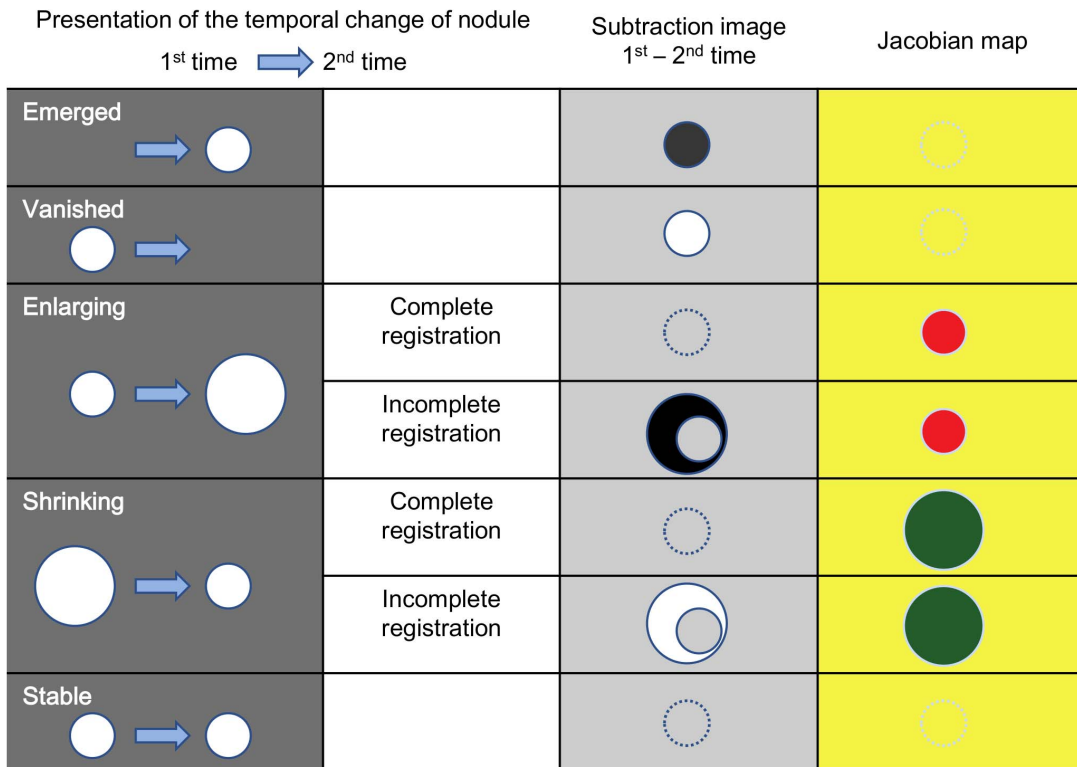 Presentation of the temporal change of nodule
1st time 2nd time
Subtraction image
1st – 2nd time
Jacobian map
Emerged
Vanished
Enlarging
Complete
registration
Incomplete
registration
Shrinking
Complete
registration
Incomplete
registration
Stable